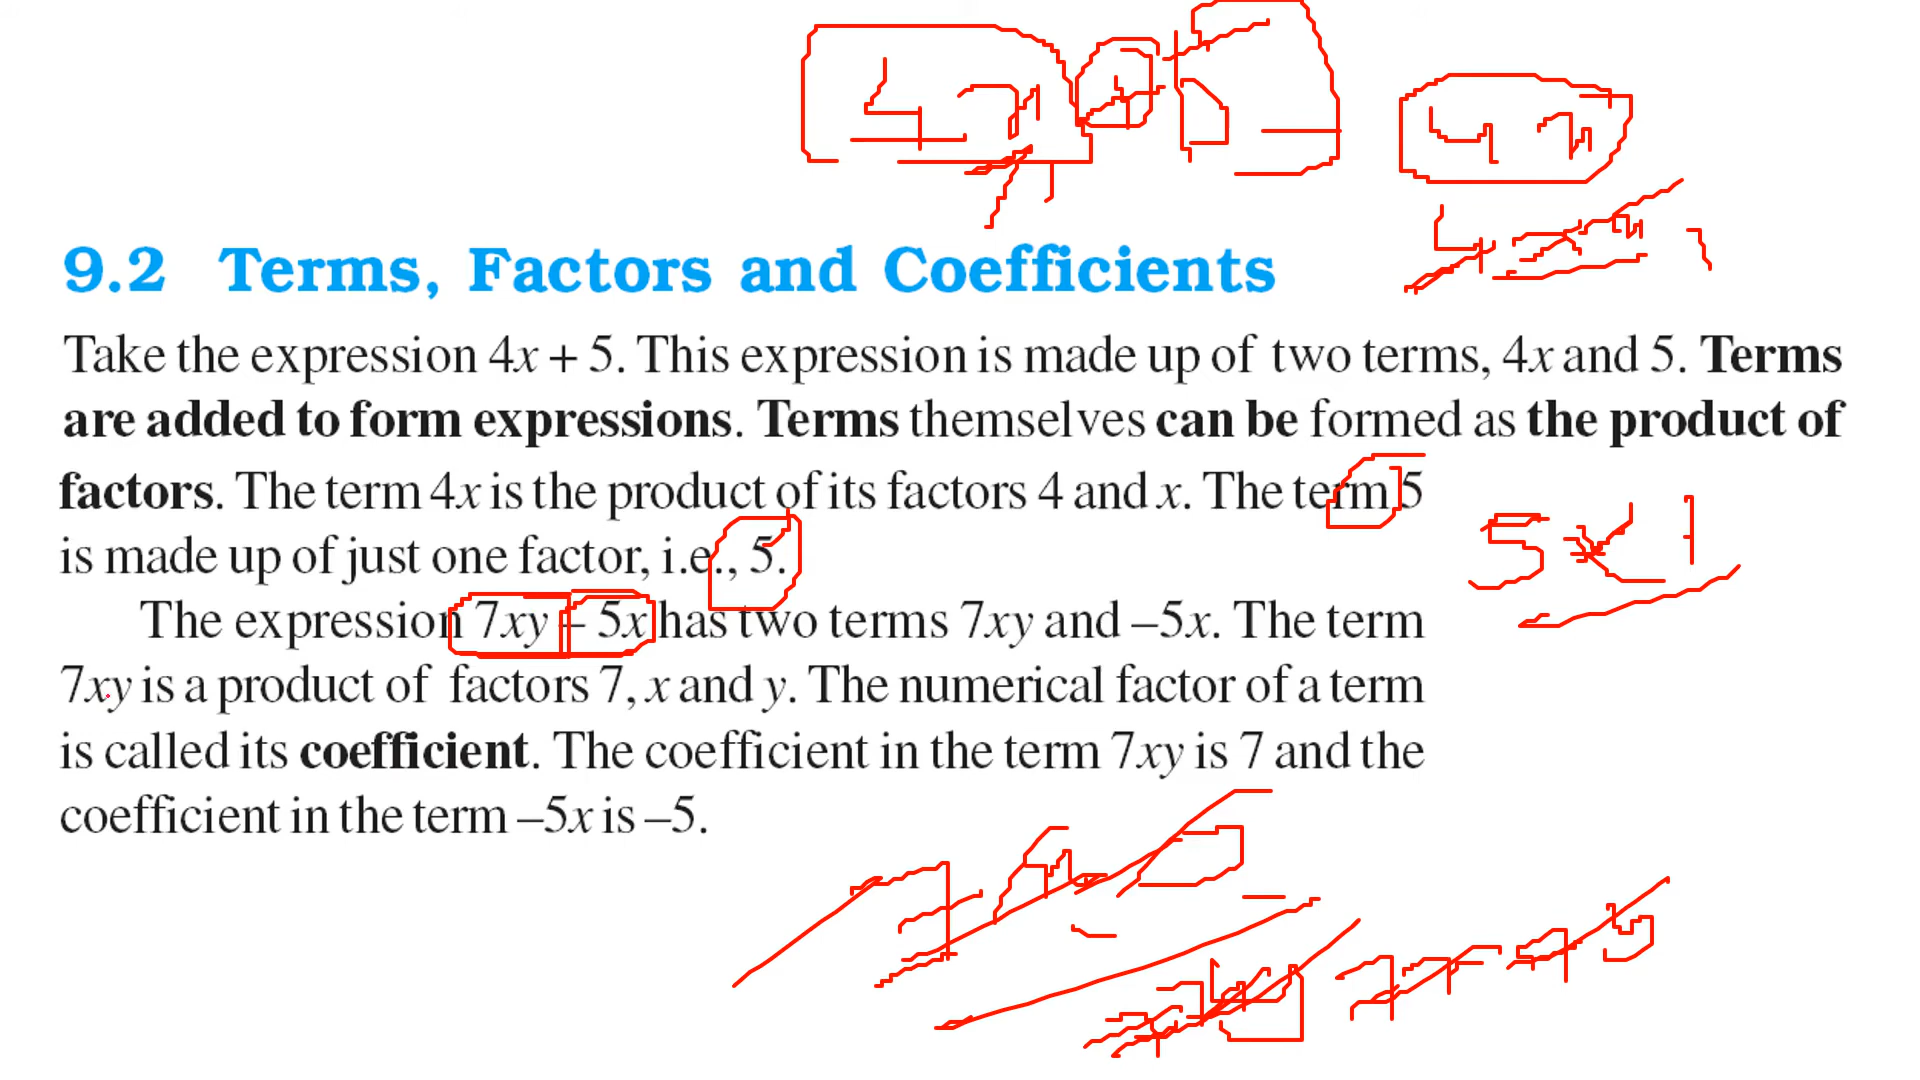 9.2 Terms, Factors and Coefficients
Take the expression 4x + 5. This expression is made up of two terms, 4x and 5. Terms
are added to form expressions. Terms themselves can be formed as the product of
factors. The term 4x is the product of its factors 4 and x. The term 5
is made up of just one factor, i.e., 5.
The expression 7xy – 5x has two terms 7xy and –5x. The term
7xy is a product of factors 7, x and y. The numerical factor of a term
is called its coefficient. The coefficient in the term 7xy is 7 and the
coefficient in the term –5x is –5.